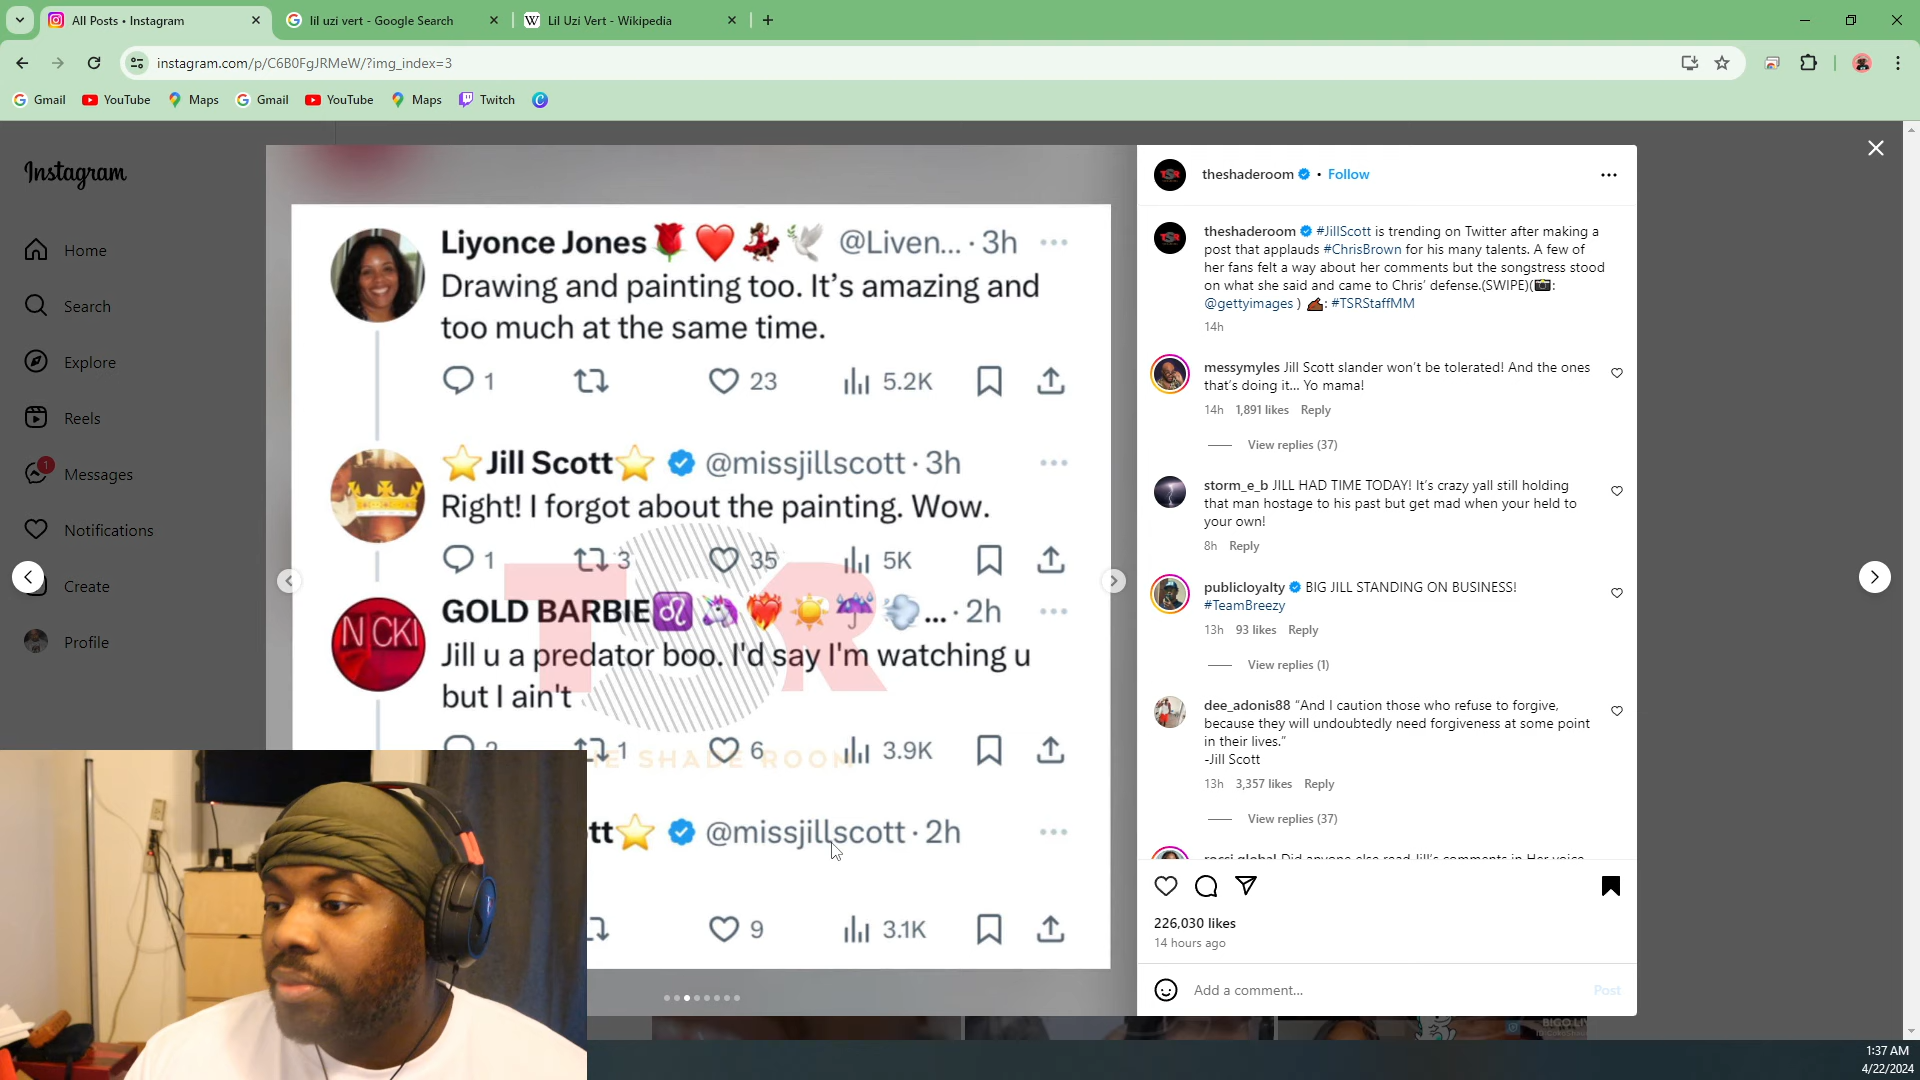 All Posts • Instagram
lil uzi vert - Google Search
Lil Uzi Vert - Wikipedia
instagram.com/p/C6B0FgJRMeW/?img_index=3
Gmail
YouTube
Maps
Gmail
YouTube
Maps
Twitch
Instagram
Home
Search
Explore
Reels
1
Messages
Notifications
Create
Profile
Liyonce Jones🌹❤️💃🏾🕊️ @Liven... · 3h
Drawing and painting too. It's amazing and
too much at the same time.
1
23
5.2K
⭐Jill Scott⭐ @missjillscott · 3h
Right! I forgot about the painting. Wow.
1
3
35
5K
NICKI
GOLD BARBIE♌🦄❤️‍🔥☀️☔💨... · 2h
Jill u a predator boo. I'd say I'm watching u
but I ain't
2
1
6
3.9K
TSR
THE SHADE ROOM
tt⭐ @missjillscott · 2h
9
3.1K
theshaderoom • Follow
theshaderoom #JillScott is trending on Twitter after making a
post that applauds #ChrisBrown for his many talents. A few of
her fans felt a way about her comments but the songstress stood
on what she said and came to Chris' defense.(SWIPE)(📸:
@gettyimages ) ✍🏾: #TSRStaffMM
14h
messymyles Jill Scott slander won't be tolerated! And the ones
that's doing it... Yo mama!
14h 1,891 likes Reply
View replies (37)
storm_e_b JILL HAD TIME TODAY! It's crazy yall still holding
that man hostage to his past but get mad when your held to
your own!
8h Reply
publicloyalty BIG JILL STANDING ON BUSINESS!
#TeamBreezy
13h 93 likes Reply
View replies (1)
dee_adonis88 “And I caution those who refuse to forgive,
because they will undoubtedly need forgiveness at some point
in their lives.”
-Jill Scott
13h 3,357 likes Reply
View replies (37)
rocci.global Did anyone else read Jill's comments in Her voice
226,030 likes
14 hours ago
Add a comment...
Post
BIGO LIV
1:37 AM
4/22/2024